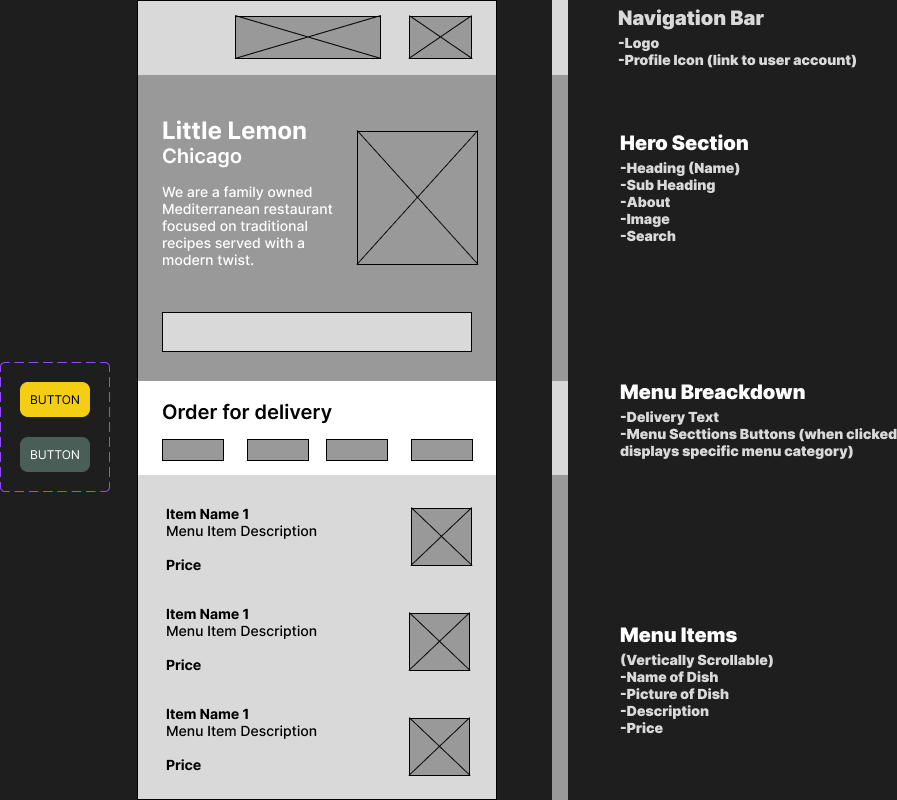 Navigation Bar
-Logo
-Profile Icon (link to user account)
Little Lemon
Chicago
We are a family owned
Mediterranean restaurant
focused on traditional
recipes served with a
modern twist.
Hero Section
-Heading (Name)
-Sub Heading
-About
-Image
-Search
BUTTON
BUTTON
Order for delivery
Menu Breackdown
-Delivery Text
-Menu Secttions Buttons (when clicked
displays specific menu category)
Item Name 1
Menu Item Description
Price
Item Name 1
Menu Item Description
Price
Item Name 1
Menu Item Description
Price
Menu Items
(Vertically Scrollable)
-Name of Dish
-Picture of Dish
-Description
-Price